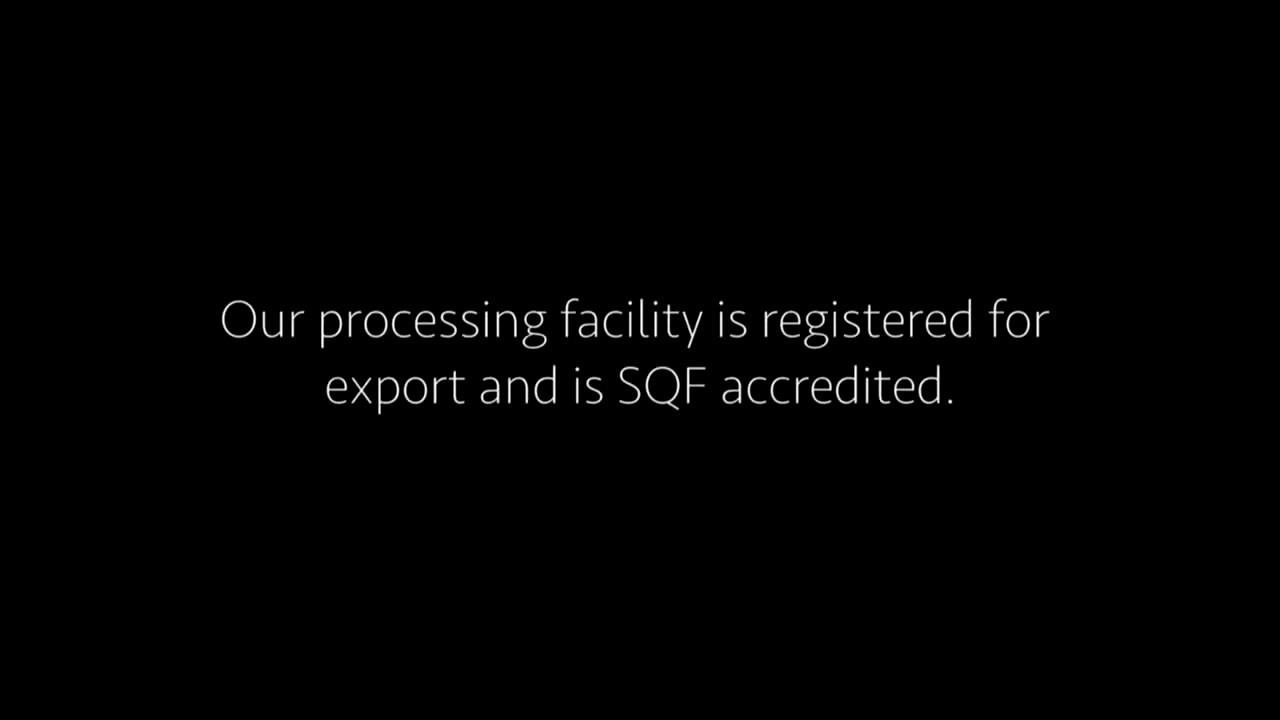 Our processing facility is registered for
export and is SQF accredited.